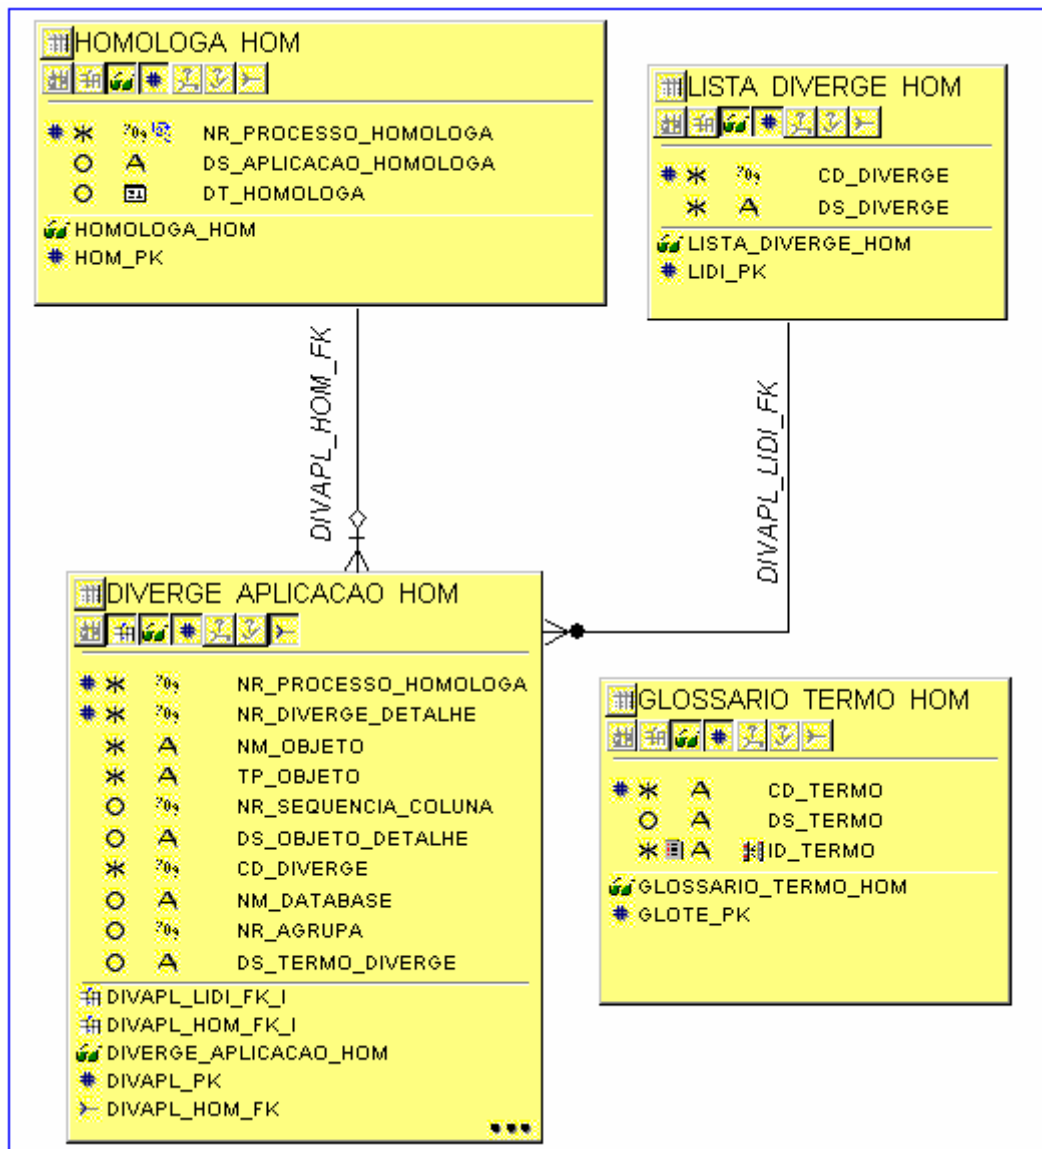 HOMOLOGA HOM
NR_PROCESSO_HOMOLOGA
DS_APLICACAO_HOMOLOGA
DT_HOMOLOGA
HOMOLOGA_HOM
HOM_PK
LISTA DIVERGE HOM
CD_DIVERGE
DS_DIVERGE
LISTA_DIVERGE_HOM
LIDI_PK
DIVAPL_HOM_FK
DIVAPL_LIDI_FK
DIVERGE APLICACAO HOM
NR_PROCESSO_HOMOLOGA
NR_DIVERGE_DETALHE
NM_OBJETO
TP_OBJETO
NR_SEQUENCIA_COLUNA
DS_OBJETO_DETALHE
CD_DIVERGE
NM_DATABASE
NR_AGRUPA
DS_TERMO_DIVERGE
DIVAPL_LIDI_FK_I
DIVAPL_HOM_FK_I
DIVERGE_APLICACAO_HOM
DIVAPL_PK
DIVAPL_HOM_FK
GLOSSARIO TERMO HOM
CD_TERMO
DS_TERMO
ID_TERMO
GLOSSARIO_TERMO_HOM
GLOTE_PK